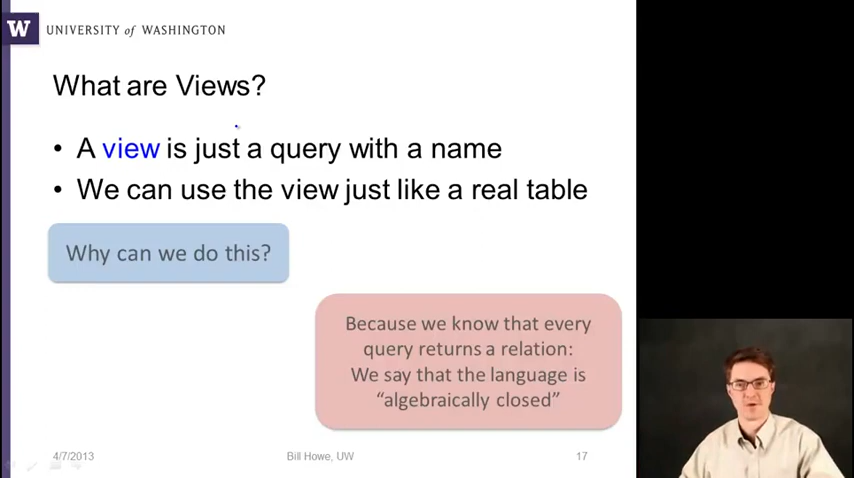 W UNIVERSITY of WASHINGTON
What are Views?
• A view is just a query with a name
• We can use the view just like a real table
Why can we do this?
Because we know that every
query returns a relation:
We say that the language is
“algebraically closed”
4/7/2013 Bill Howe, UW 17